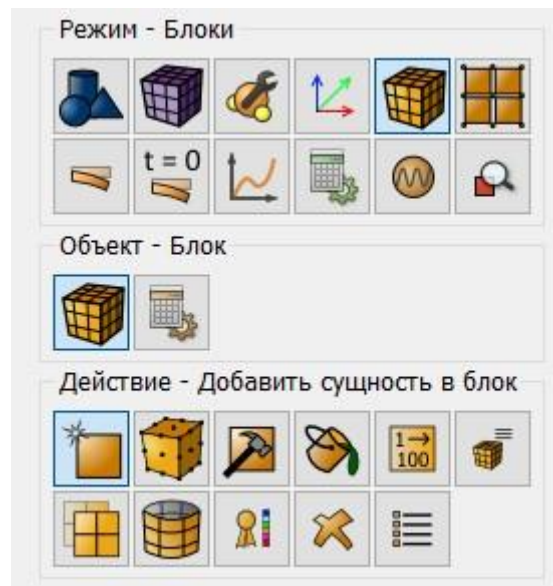 Режим - Блоки
t = 0
Объект - Блок
Действие - Добавить сущность в блок
1→
100